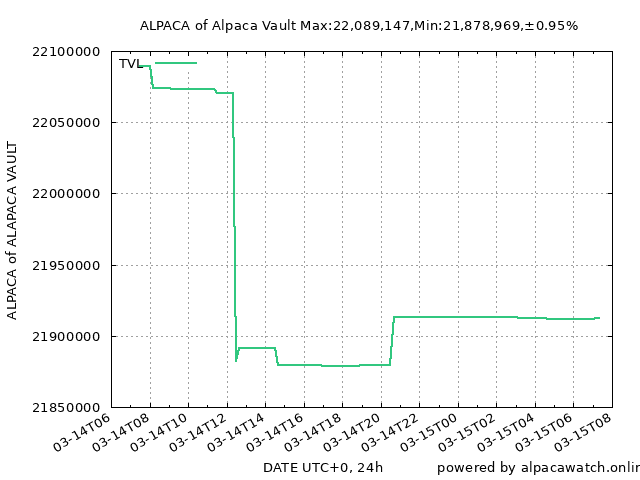 ALPACA of Alpaca Vault Max:22,089,147,Min:21,878,969,±0.95%
TVL
22100000
22050000
22000000
21950000
21900000
21850000
ALPACA of ALAPACA VAULT
03-14T06
03-14T08
03-14T10
03-14T12
03-14T14
03-14T16
03-14T18
03-14T20
03-14T22
03-15T00
03-15T02
03-15T04
03-15T06
03-15T08
DATE UTC+0, 24h
powered by alpacawatch.onlin